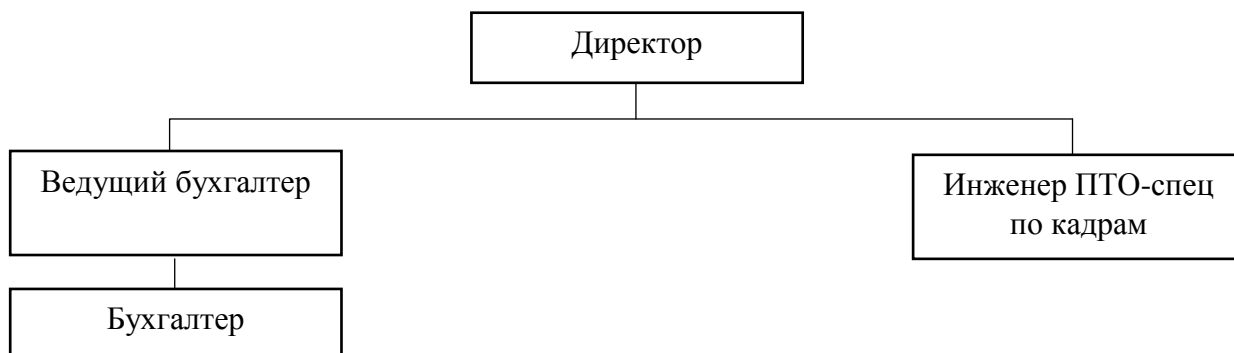 Директор
Ведущий бухгалтер
Инженер ПТО-спец
по кадрам
Бухгалтер